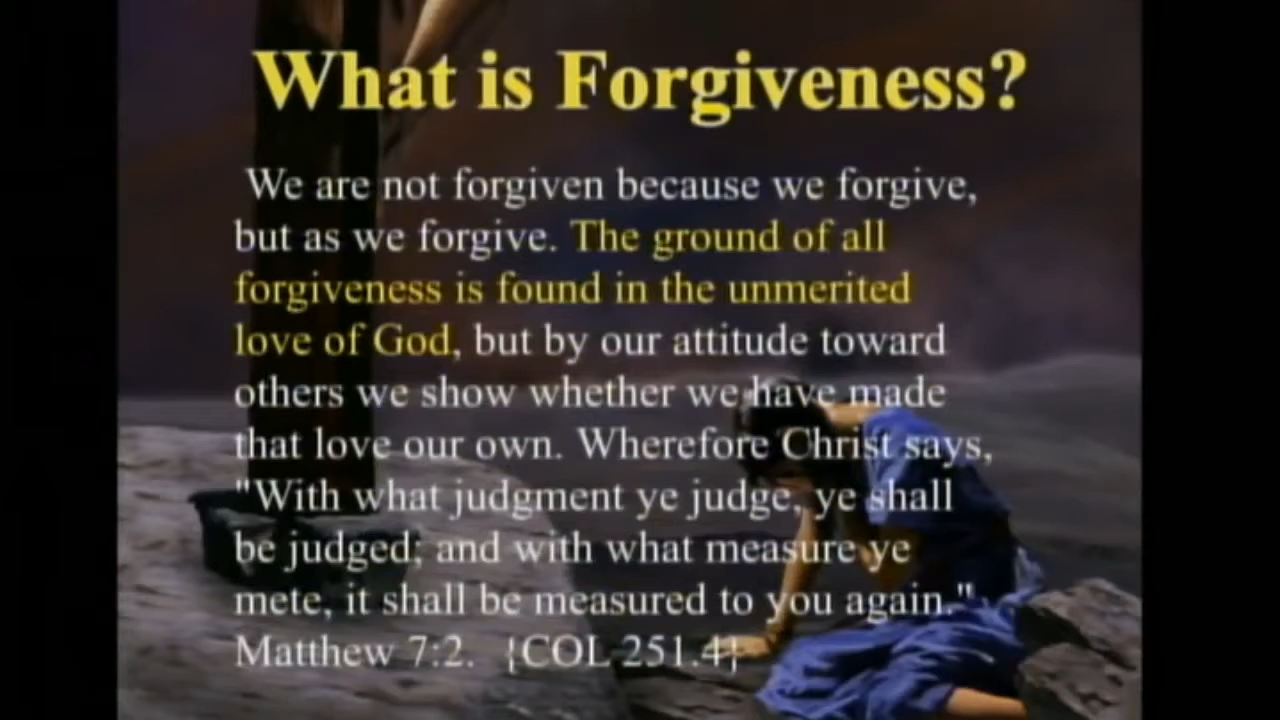 What is Forgiveness?
We are not forgiven because we forgive,
but as we forgive. The ground of all
forgiveness is found in the unmerited
love of God, but by our attitude toward
others we show whether we have made
that love our own. Wherefore Christ says,
"With what judgment ye judge, ye shall
be judged; and with what measure ye
mete, it shall be measured to you again."
Matthew 7:2. {COL 251.4}